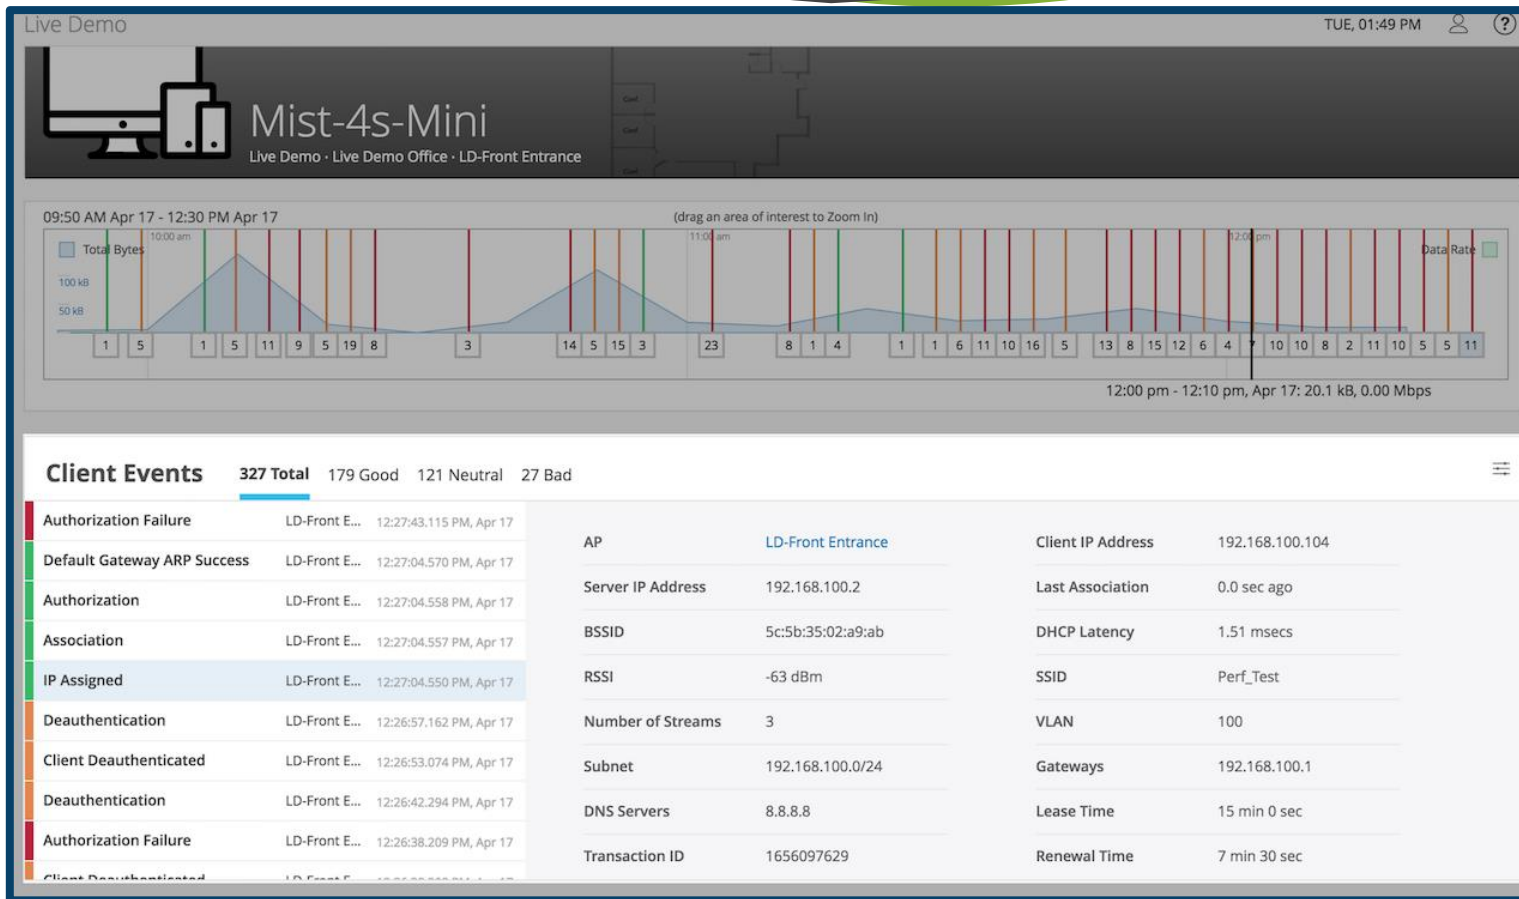 Live Demo
TUE, 01:49 PM
?
Conf
Conf
Conf
Mist-4s-Mini
Live Demo · Live Demo Office · LD-Front Entrance
09:50 AM Apr 17 - 12:30 PM Apr 17
(drag an area of interest to Zoom In)
10:00 am
11:00 am
12:00 pm
Total Bytes
Data Rate
100 kB
50 kB
1 5 1 5 11 9 5 19 8 3 14 5 15 3 23 8 1 4 1 1 6 11 10 16 5 13 8 15 12 6 4 7 10 10 8 2 11 10 5 5 11
12:00 pm - 12:10 pm, Apr 17: 20.1 kB, 0.00 Mbps
Client Events 327 Total 179 Good 121 Neutral 27 Bad
Authorization Failure LD-Front E... 12:27:43.115 PM, Apr 17
Default Gateway ARP Success LD-Front E... 12:27:04.570 PM, Apr 17
Authorization LD-Front E... 12:27:04.558 PM, Apr 17
Association LD-Front E... 12:27:04.557 PM, Apr 17
IP Assigned LD-Front E... 12:27:04.550 PM, Apr 17
Deauthentication LD-Front E... 12:26:57.162 PM, Apr 17
Client Deauthenticated LD-Front E... 12:26:53.074 PM, Apr 17
Deauthentication LD-Front E... 12:26:42.294 PM, Apr 17
Authorization Failure LD-Front E... 12:26:38.209 PM, Apr 17
Client Deauthenticated
AP LD-Front Entrance Client IP Address 192.168.100.104
Server IP Address 192.168.100.2 Last Association 0.0 sec ago
BSSID 5c:5b:35:02:a9:ab DHCP Latency 1.51 msecs
RSSI -63 dBm SSID Perf_Test
Number of Streams 3 VLAN 100
Subnet 192.168.100.0/24 Gateways 192.168.100.1
DNS Servers 8.8.8.8 Lease Time 15 min 0 sec
Transaction ID 1656097629 Renewal Time 7 min 30 sec